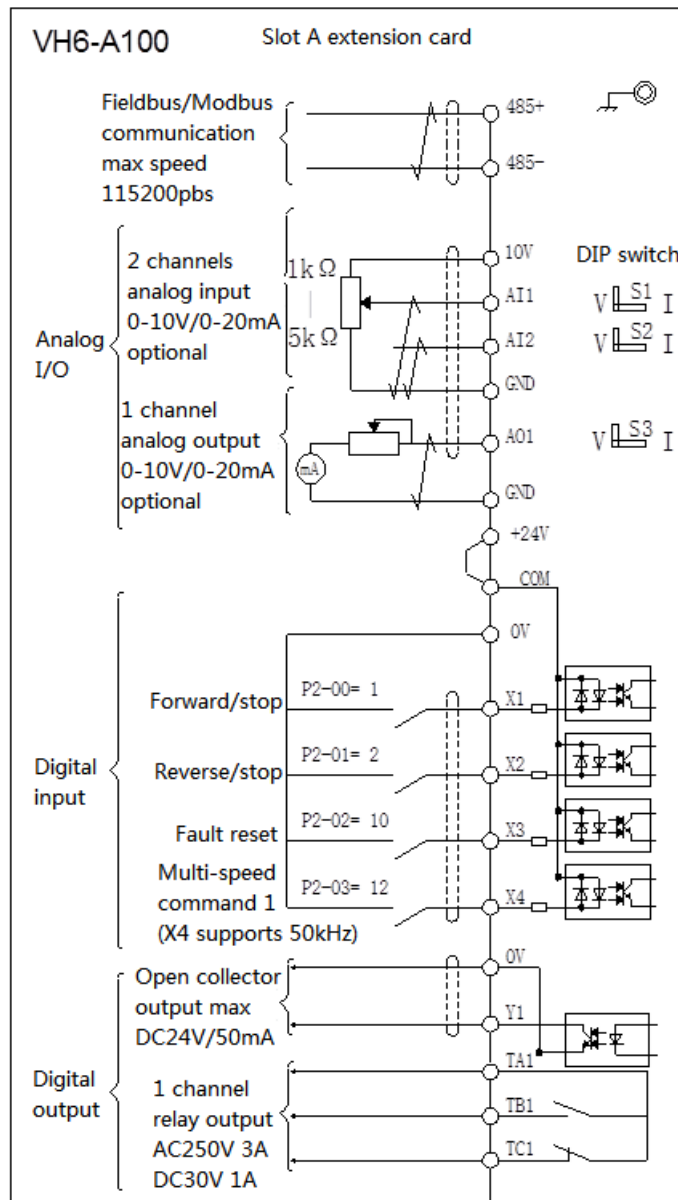 VH6-A100
Slot A extension card
Fieldbus/Modbus
communication
max speed
115200pbs
485+
485-
Analog
I/O
2 channels
analog input
0-10V/0-20mA
optional
1kΩ
5kΩ
10V
AI1
AI2
GND
DIP switch
V S1 I
V S2 I
1 channel
analog output
0-10V/0-20mA
optional
mA
AO1
GND
V S3 I
+24V
COM
0V
Digital
input
Forward/stop
P2-00= 1
X1
Reverse/stop
P2-01= 2
X2
Fault reset
P2-02= 10
X3
Multi-speed
command 1
(X4 supports 50kHz)
P2-03= 12
X4
Digital
output
Open collector
output max
DC24V/50mA
0V
Y1
1 channel
relay output
AC250V 3A
DC30V 1A
TA1
TB1
TC1